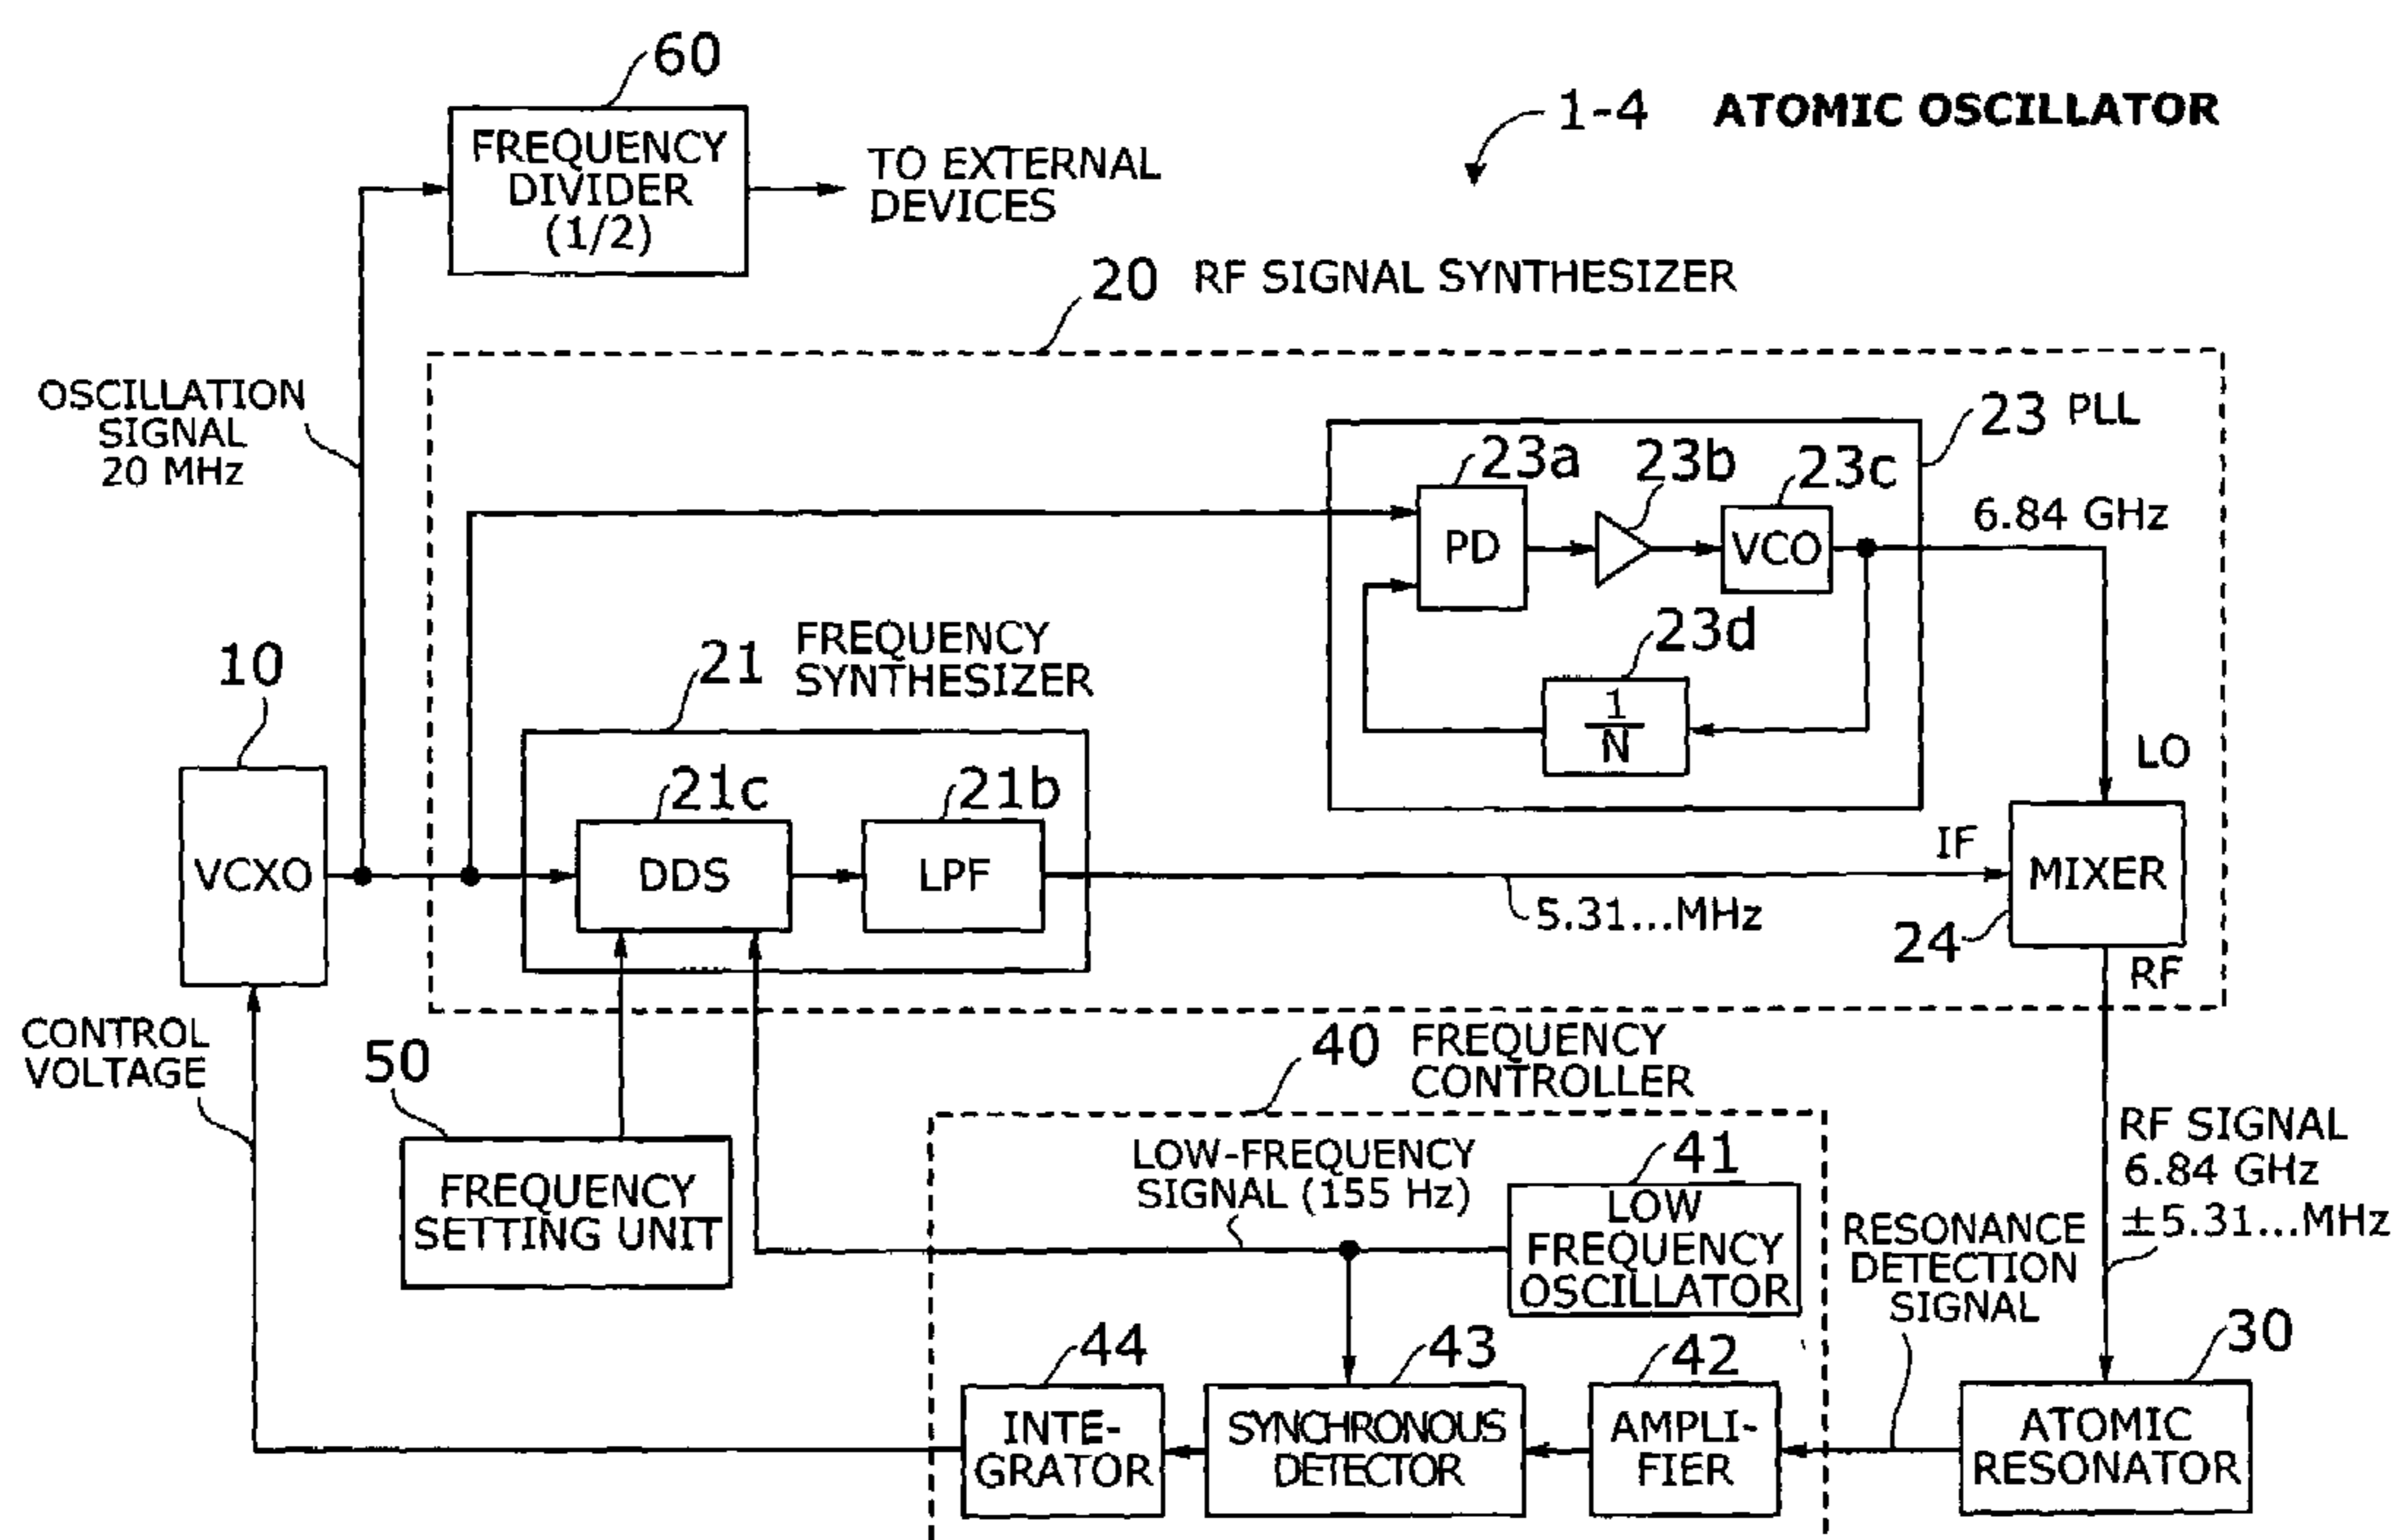 60
FREQUENCY
DIVIDER
(1/2)
TO EXTERNAL
DEVICES
1-4 ATOMIC OSCILLATOR
20 RF SIGNAL SYNTHESIZER
OSCILLATION
SIGNAL
20 MHz
23 PLL
23a
23b
23c
PD
VCO
6.84 GHz
23d
1
N
10
VCXO
21 FREQUENCY
SYNTHESIZER
21c
21b
DDS
LPF
LO
IF
MIXER
5.31...MHz
24
RF
CONTROL
VOLTAGE
50
FREQUENCY
SETTING UNIT
40 FREQUENCY
CONTROLLER
LOW-FREQUENCY
SIGNAL (155 Hz)
41
LOW
FREQUENCY
OSCILLATOR
RF SIGNAL
6.84 GHz
±5.31...MHz
RESONANCE
DETECTION
SIGNAL
44
INTE-
GRATOR
43
SYNCHRONOUS
DETECTOR
42
AMPLI-
FIER
30
ATOMIC
RESONATOR